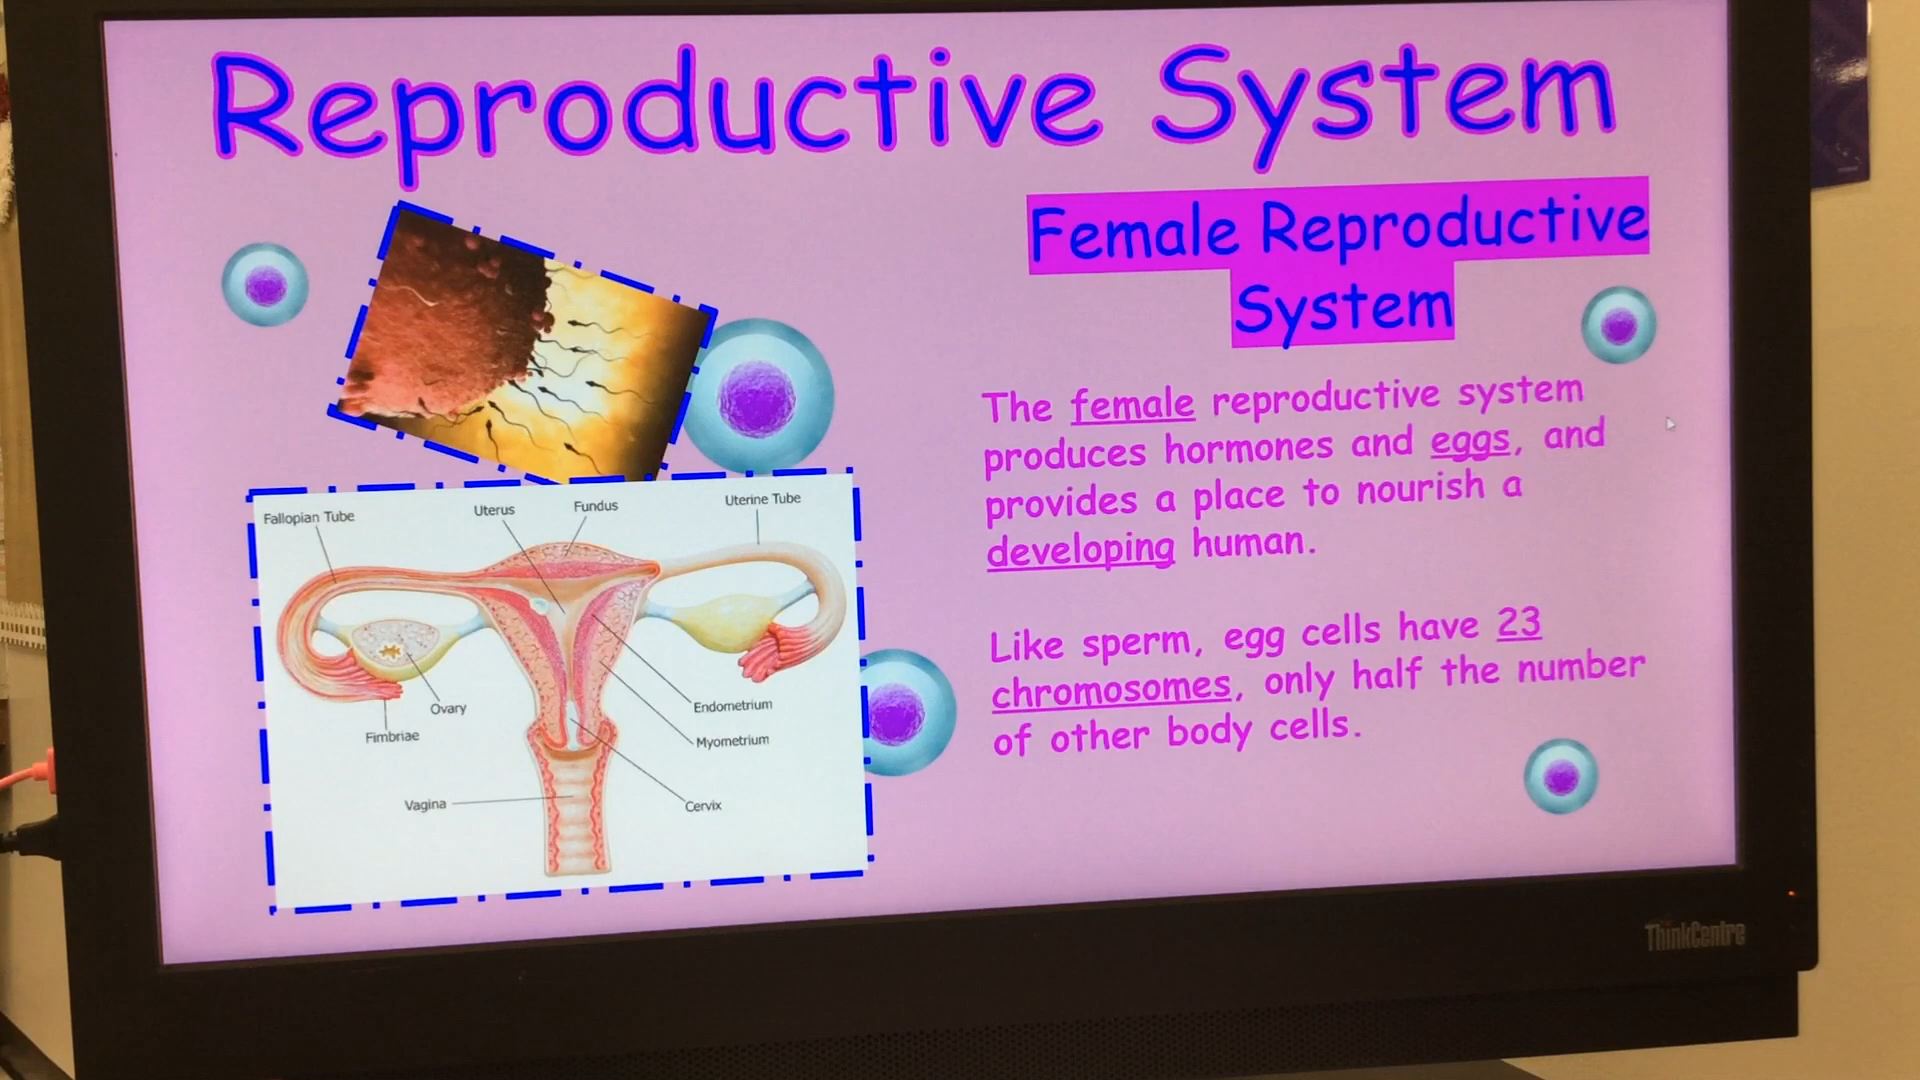 Reproductive System
Female Reproductive
System
The female reproductive system
produces hormones and eggs, and
provides a place to nourish a
developing human.
Like sperm, egg cells have 23
chromosomes, only half the number
of other body cells.
Fallopian Tube
Uterus
Fundus
Uterine Tube
Ovary
Fimbriae
Endometrium
Myometrium
Vagina
Cervix
ThinkCentre